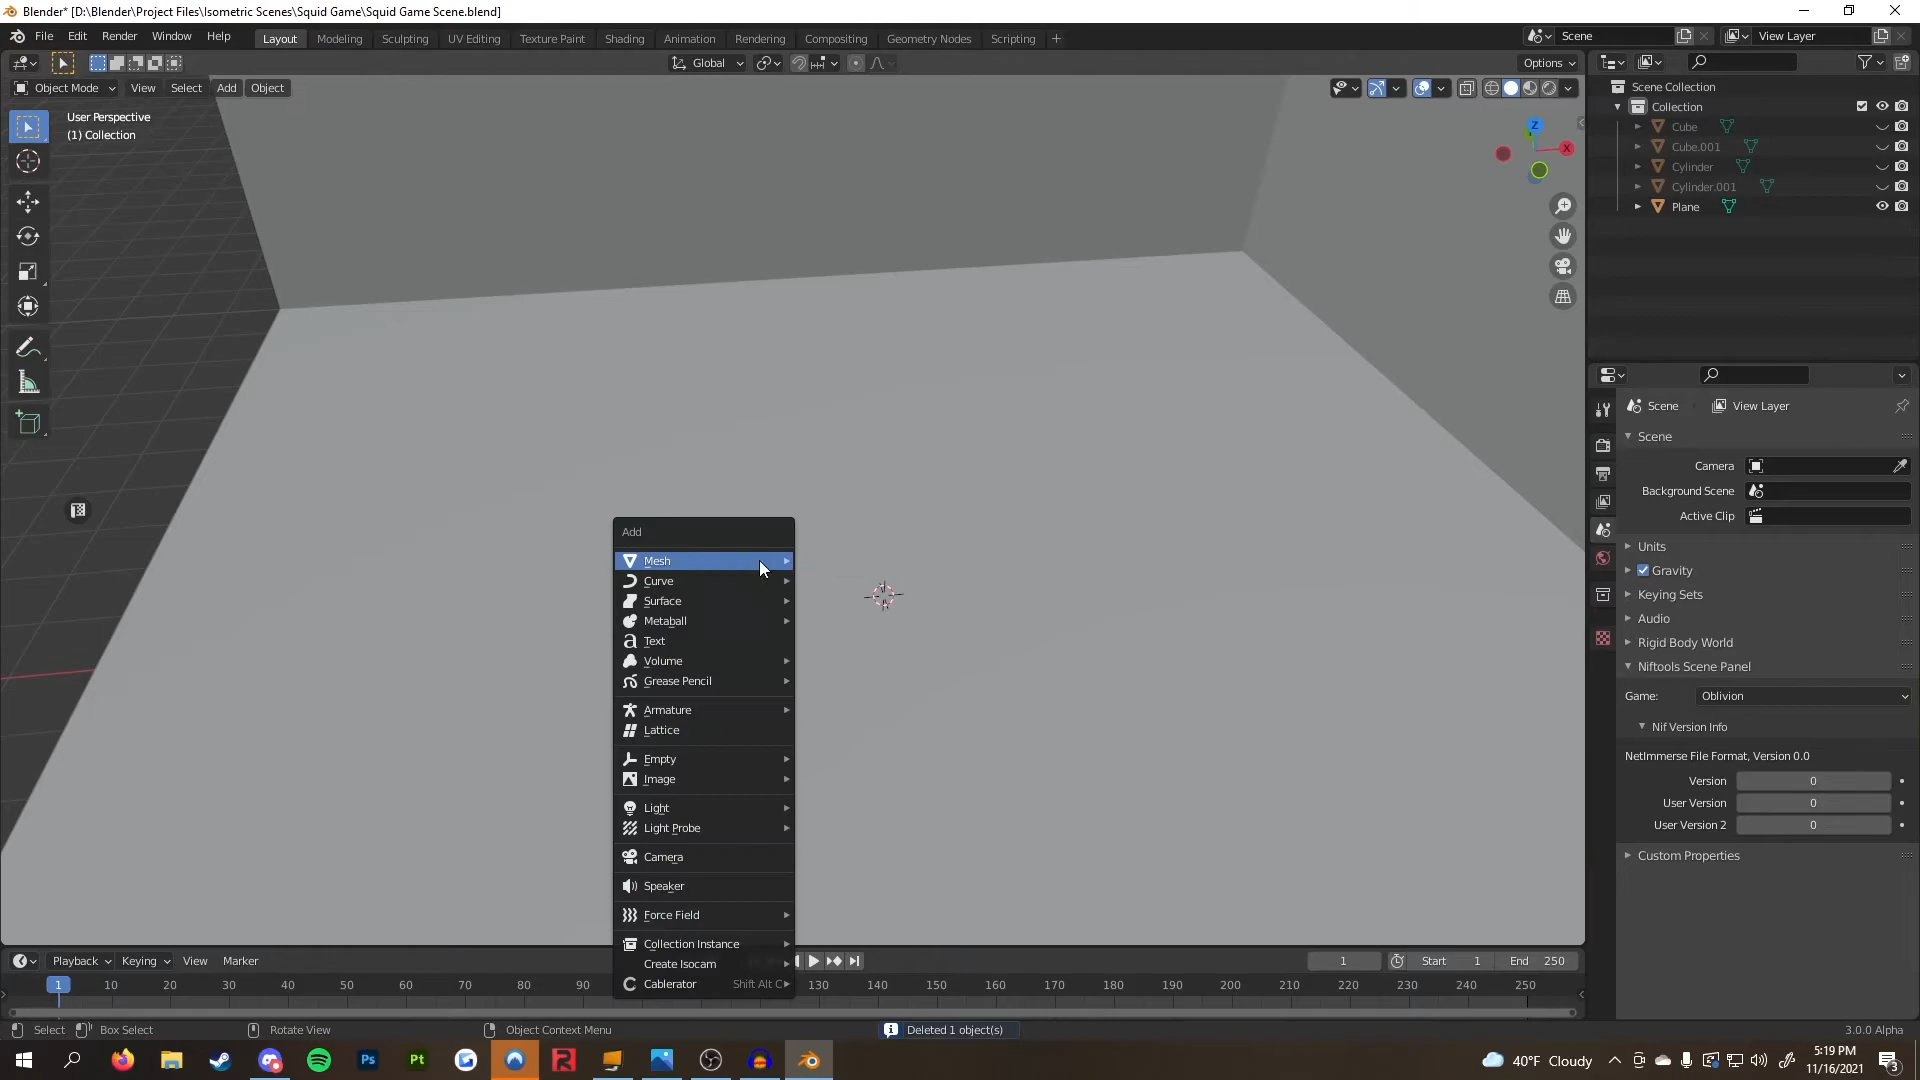 Blender* [D:\Blender\Project Files\Isometric Scenes\Squid Game\Squid Game Scene.blend]
File Edit Render Window Help Layout Modeling Sculpting UV Editing Texture Paint Shading Animation Rendering Compositing Geometry Nodes Scripting + Scene View Layer
Global Options
Object Mode View Select Add Object
User Perspective
(1) Collection
Z
X
Scene Collection
Collection
Cube
Cube.001
Cylinder
Cylinder.001
Plane
Add
Mesh
Curve
Surface
Metaball
Text
Volume
Grease Pencil
Armature
Lattice
Empty
Image
Light
Light Probe
Camera
Speaker
Force Field
Collection Instance
Create Isocam
Cablerator Shift Alt C
Scene View Layer
Scene
Camera
Background Scene
Active Clip
Units
Gravity
Keying Sets
Audio
Rigid Body World
Niftools Scene Panel
Game: Oblivion
Nif Version Info
NetImmerse File Format, Version 0.0
Version 0
User Version 0
User Version 2 0
Custom Properties
Playback Keying View Marker 1 Start 1 End 250
1 10 20 30 40 50 60 70 80 90 130 140 150 160 170 180 190 200 210 220 230 240 250
Select Box Select Rotate View Object Context Menu Deleted 1 object(s) 3.0.0 Alpha
Ps Pt 40°F Cloudy 5:19 PM
11/16/2021 3